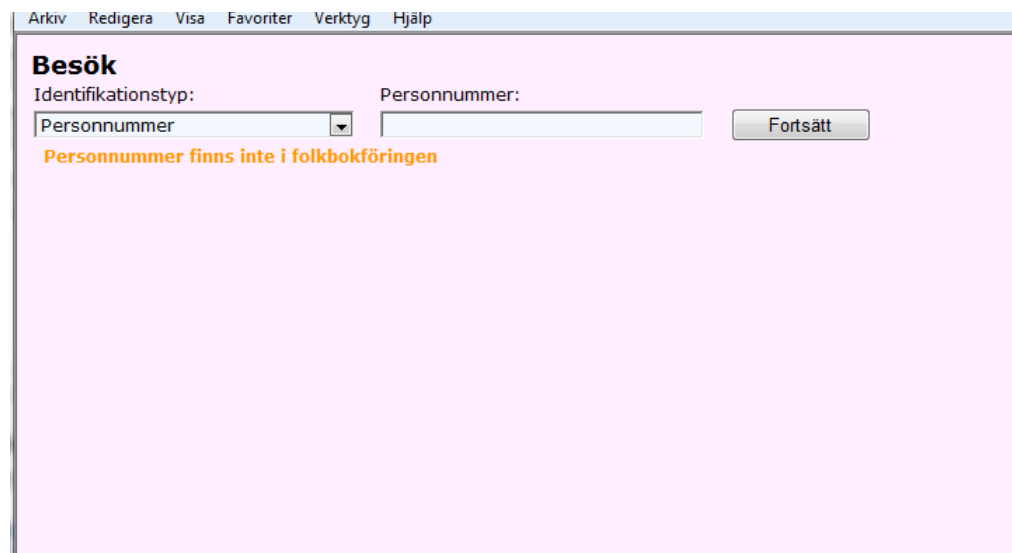 Arkiv Redigera Visa Favoriter Verktyg Hjälp
Besök
Identifikationstyp: Personnummer:
Personnummer Fortsätt
Personnummer finns inte i folkbokföringen